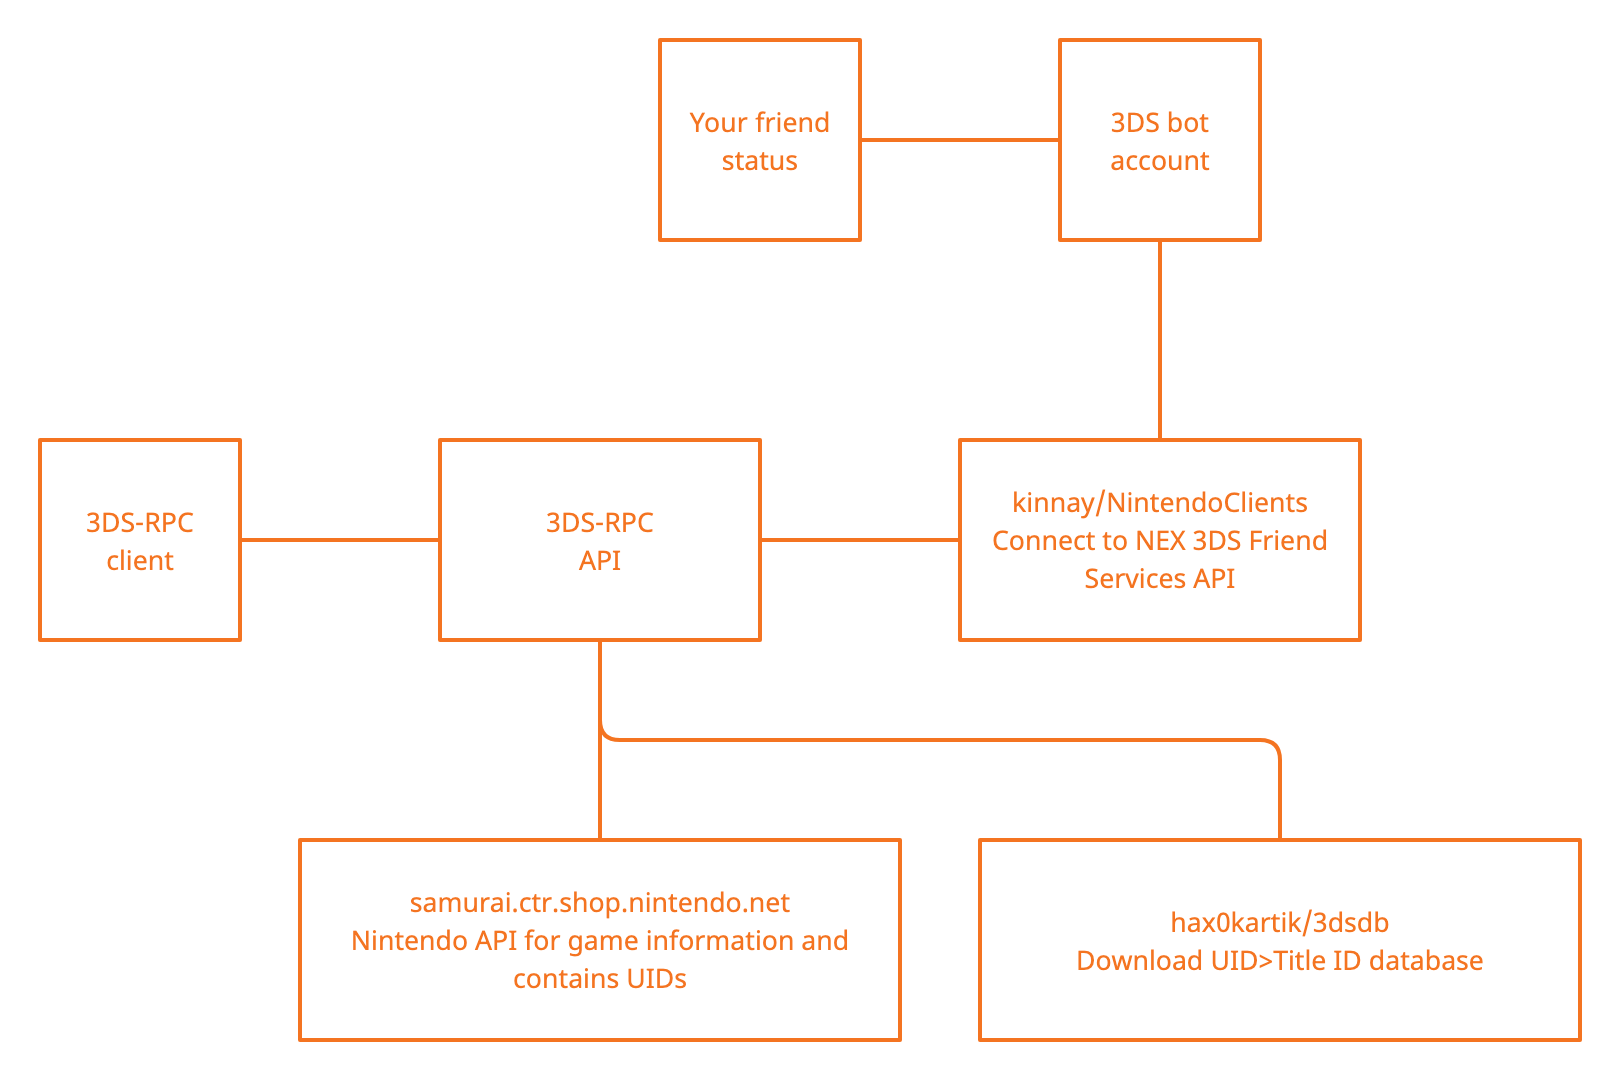 Your friend
status
3DS bot
account
3DS-RPC
client
3DS-RPC
API
kinnay/NintendoClients
Connect to NEX 3DS Friend
Services API
samurai.ctr.shop.nintendo.net
Nintendo API for game information and
contains UIDs
hax0kartik/3dsdb
Download UID>Title ID database